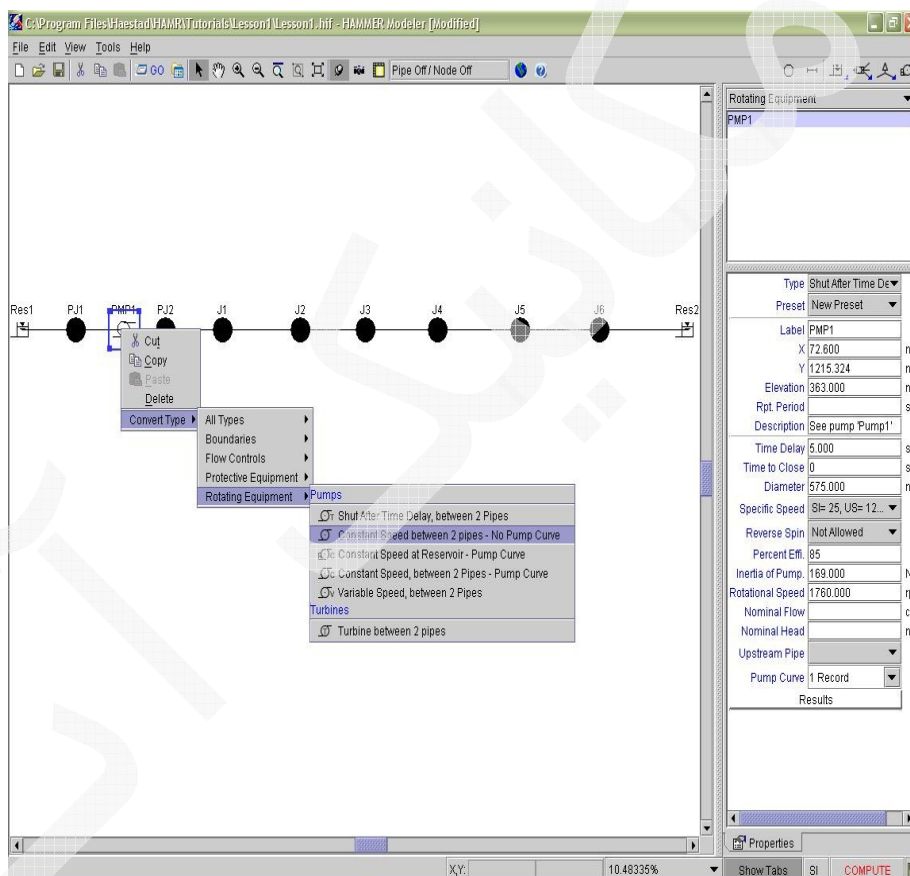 C:\Program Files\Haestad\HAMR\Tutorials\Lesson1\Lesson1.hif - HAMMER Modeler [Modified]
File Edit View Tools Help
GO Pipe Off / Node Off
Rotating Equipment
PMP1
Res1 PJ1 PMP1 PJ2 J1 J2 J3 J4 J5 J6 Res2
Cut
Copy
Paste
Delete
Convert Type
All Types
Boundaries
Flow Controls
Protective Equipment
Rotating Equipment
Pumps
Shut After Time Delay, between 2 Pipes
Constant Speed between 2 pipes - No Pump Curve
Constant Speed at Reservoir - Pump Curve
Constant Speed, between 2 Pipes - Pump Curve
Variable Speed, between 2 Pipes
Turbines
Turbine between 2 pipes
Type Shut After Time De
Preset New Preset
Label PMP1
X 72.600
Y 1215.324
Elevation 363.000
Rpt. Period s
Description See pump 'Pump1'
Time Delay 5.000 s
Time to Close 0 s
Diameter 575.000
Specific Speed SI= 25, US= 12...
Reverse Spin Not Allowed
Percent Effi. 85
Inertia of Pump. 169.000 N
Rotational Speed 1760.000
Nominal Flow c
Nominal Head
Upstream Pipe
Pump Curve 1 Record
Results
Properties
X,Y: 10.48335% Show Tabs SI COMPUTE